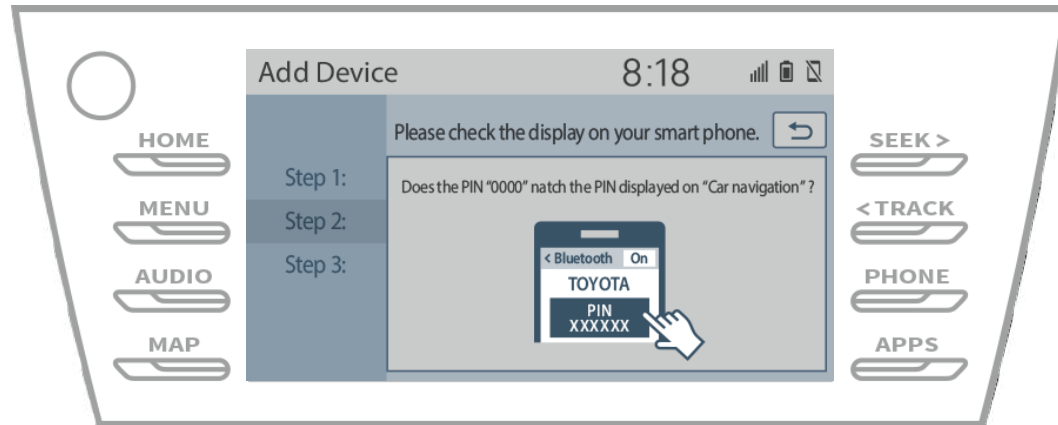 Add Device
8:18
HOME
MENU
AUDIO
MAP
Step 1:
Step 2:
Step 3:
Please check the display on your smart phone.
Does the PIN "0000" natch the PIN displayed on "Car navigation" ?
< Bluetooth On
TOYOTA
PIN
XXXXXX
SEEK >
< TRACK
PHONE
APPS